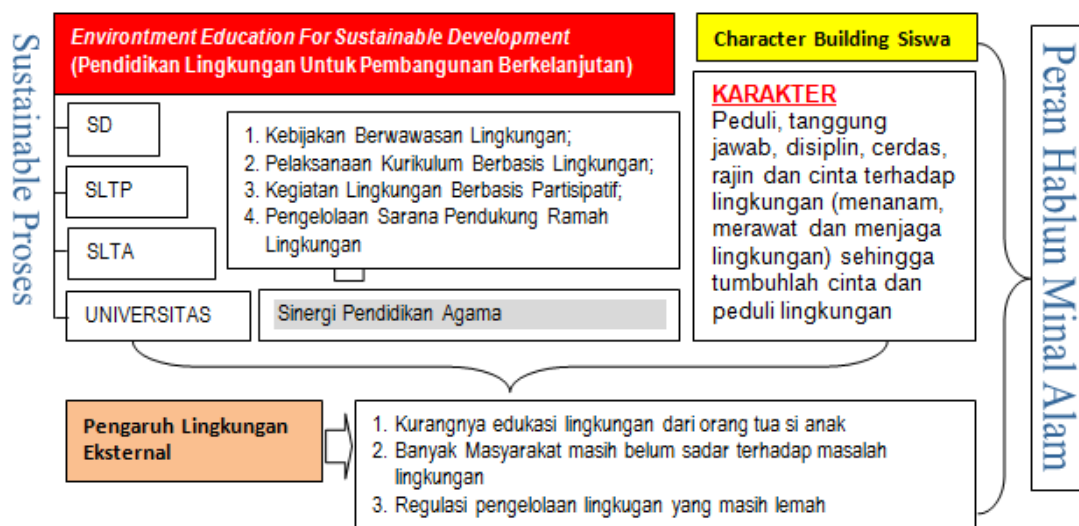 Sustainable Proses
Environtment Education For Sustainable Development
(Pendidikan Lingkungan Untuk Pembangunan Berkelanjutan)
SD
SLTP
SLTA
UNIVERSITAS
1. Kebijakan Berwawasan Lingkungan;
2. Pelaksanaan Kurikulum Berbasis Lingkungan;
3. Kegiatan Lingkungan Berbasis Partisipatif;
4. Pengelolaan Sarana Pendukung Ramah
Lingkungan
Sinergi Pendidikan Agama
Character Building Siswa
KARAKTER
Peduli, tanggung
jawab, disiplin, cerdas,
rajin dan cinta terhadap
lingkungan (menanam,
merawat dan menjaga
lingkungan) sehingga
tumbuhlah cinta dan
peduli lingkungan
Peran Hablun Minal Alam
Pengaruh Lingkungan
Eksternal
1. Kurangnya edukasi lingkungan dari orang tua si anak
2. Banyak Masyarakat masih belum sadar terhadap masalah
lingkungan
3. Regulasi pengelolaan lingkugan yang masih lemah